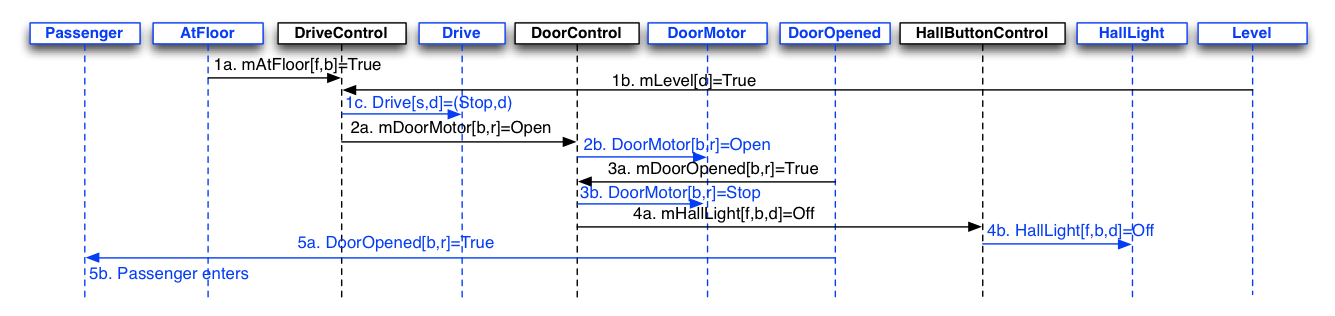 Passenger AtFloor DriveControl Drive DoorControl DoorMotor DoorOpened HallButtonControl HallLight Level
1a. mAtFloor[f,b]=True
1b. mLevel[d]=True
1c. Drive[s,d]=(Stop,d)
2a. mDoorMotor[b,r]=Open
2b. DoorMotor[b,r]=Open
3a. mDoorOpened[b,r]=True
3b. DoorMotor[b,r]=Stop
4a. mHallLight[f,b,d]=Off
4b. HallLight[f,b,d]=Off
5a. DoorOpened[b,r]=True
5b. Passenger enters